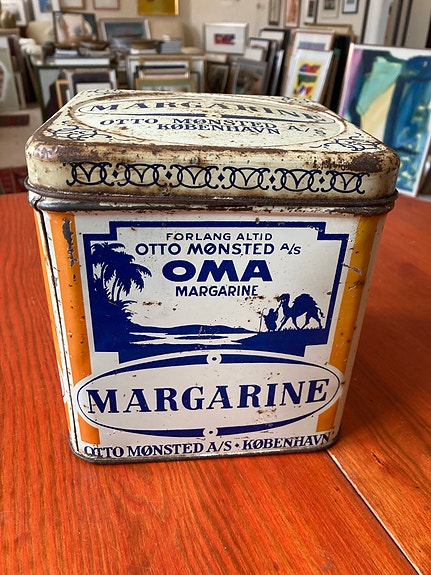 MARGARINE
OTTO MØNSTED A/S
KØBENHAVN
FORLANG ALTID
OTTO MØNSTED A/S
OMA
MARGARINE
MARGARINE
OTTO MØNSTED A/S • KØBENHAVN